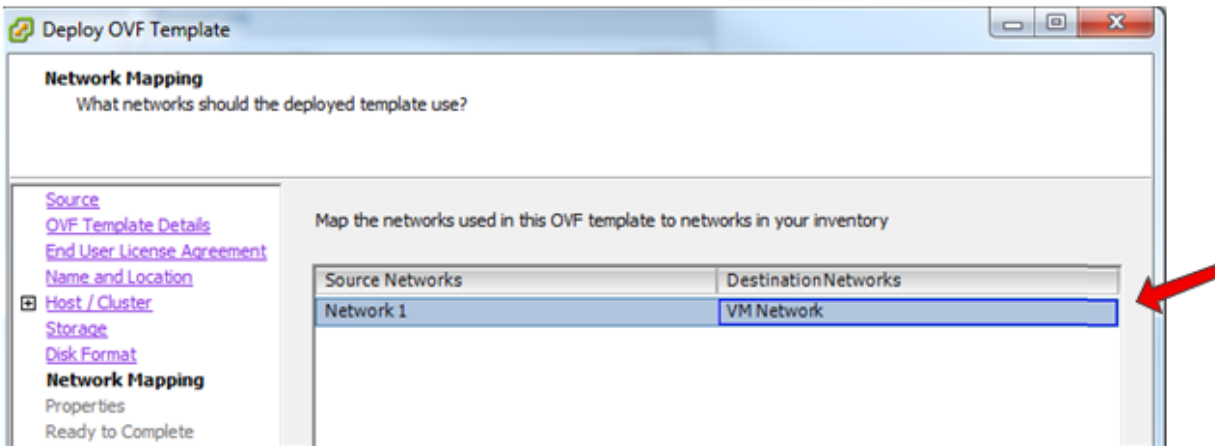 Deploy OVF Template
Network Mapping
What networks should the deployed template use?
Source
OVF Template Details
End User License Agreement
Name and Location
Host / Cluster
Storage
Disk Format
Network Mapping
Properties
Ready to Complete
Map the networks used in this OVF template to networks in your inventory
Source Networks DestinationNetworks
Network 1 VM Network